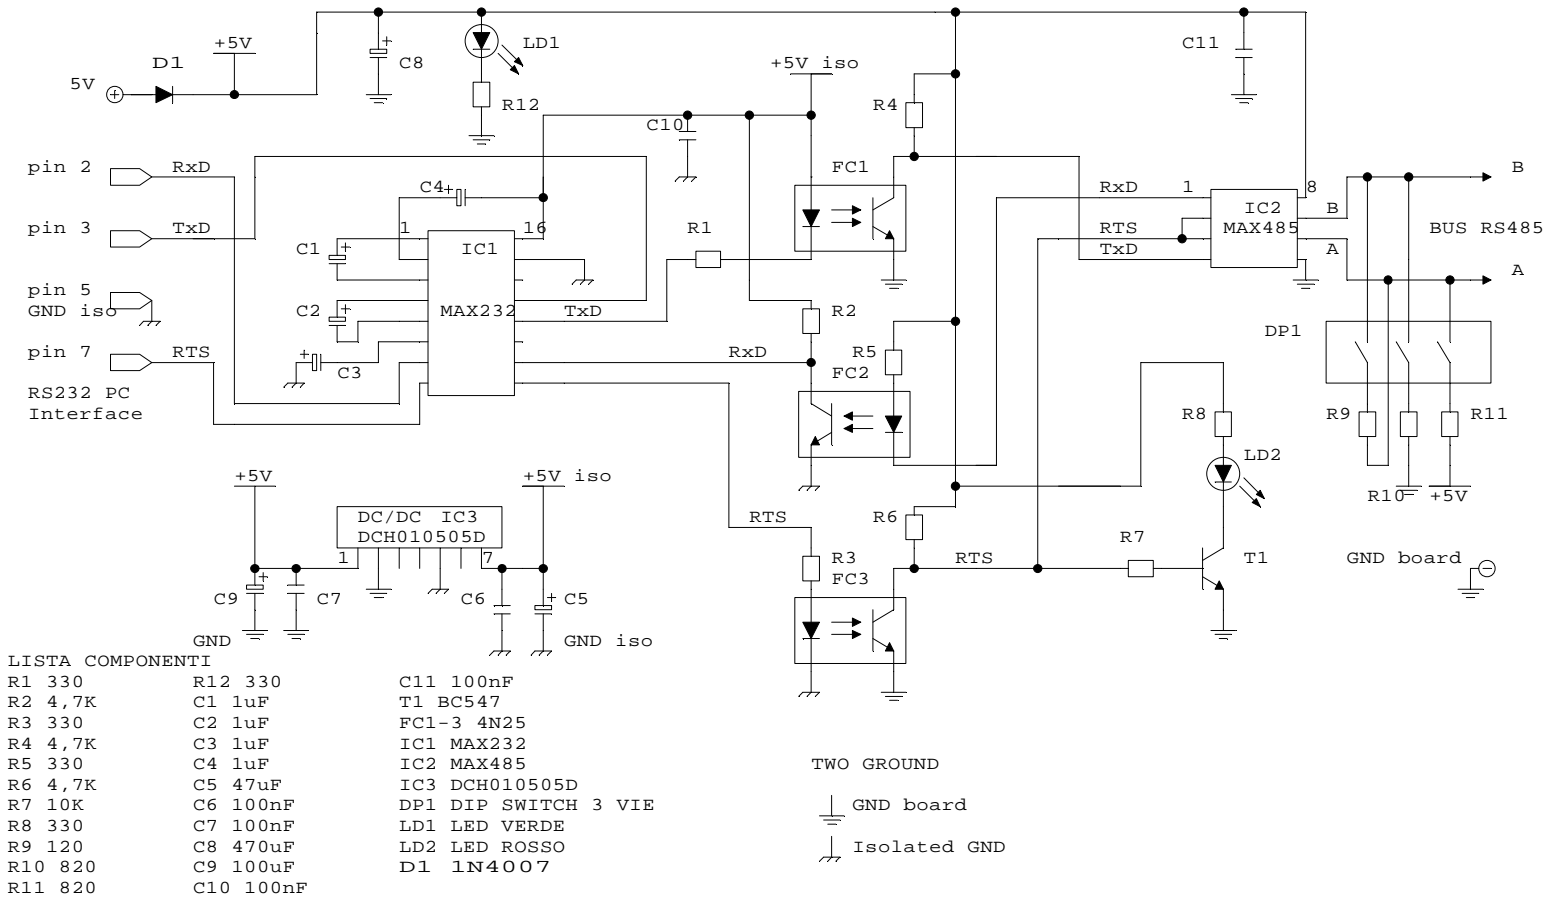 +5V
D1
5V
C8
LD1
R12
+5V iso
C11
R4
C10
FC1
pin 2
RxD
C4
RxD
1
8
IC2
MAX485
B
B
pin 3
TxD
1
16
R1
RTS
BUS RS485
C1
IC1
TxD
A
A
pin 5
GND iso
C2
MAX232
TxD
R2
DP1
pin 7
RTS
C3
RxD
R5
FC2
RS232 PC
Interface
R8
R9
R11
LD2
+5V
+5V iso
R10
+5V
DC/DC IC3
DCH010505D
1
7
RTS
R6
R7
R3
FC3
RTS
T1
GND board
C9
C7
C6
C5
GND
GND iso
LISTA COMPONENTI
R1 330
R2 4,7K
R3 330
R4 4,7K
R5 330
R6 4,7K
R7 10K
R8 330
R9 120
R10 820
R11 820
R12 330
C1 1uF
C2 1uF
C3 1uF
C4 1uF
C5 47uF
C6 100nF
C7 100nF
C8 470uF
C9 100uF
C10 100nF
C11 100nF
T1 BC547
FC1-3 4N25
IC1 MAX232
IC2 MAX485
IC3 DCH010505D
DP1 DIP SWITCH 3 VIE
LD1 LED VERDE
LD2 LED ROSSO
D1 1N4007
TWO GROUND
GND board
Isolated GND